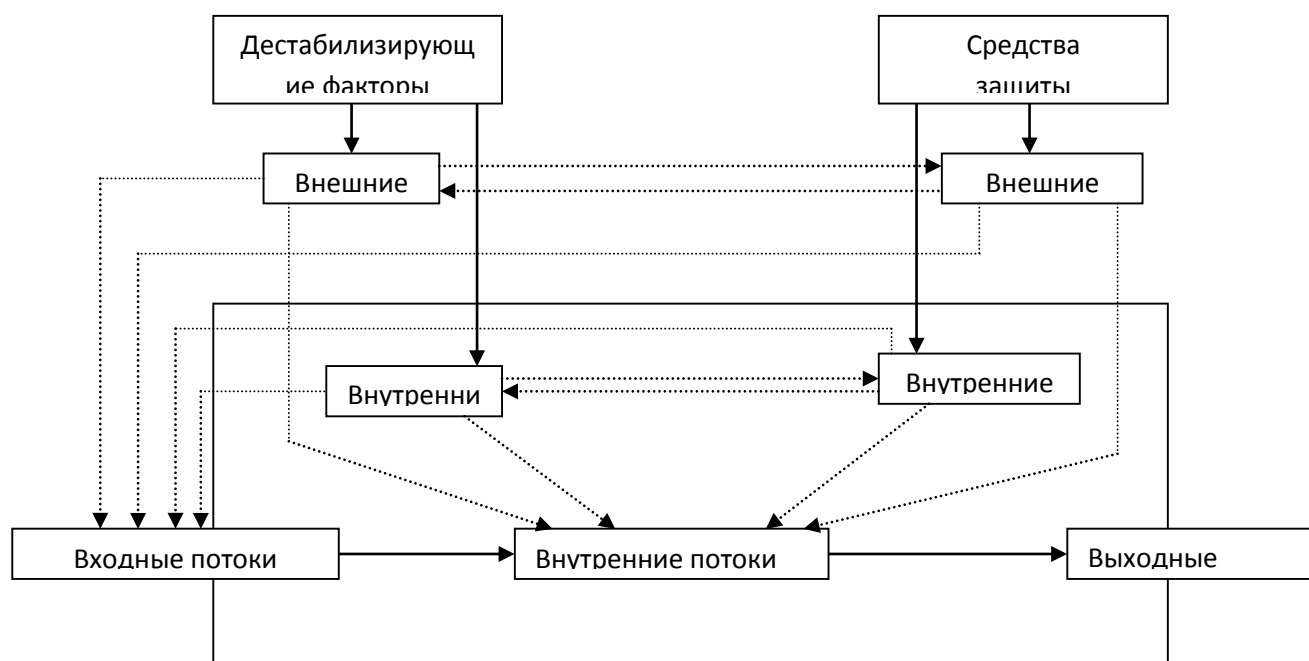 Дестабилизирующ
ие факторы
Средства
защиты
Внешние
Внешние
Внутренни
Внутренние
Входные потоки
Внутренние потоки
Выходные